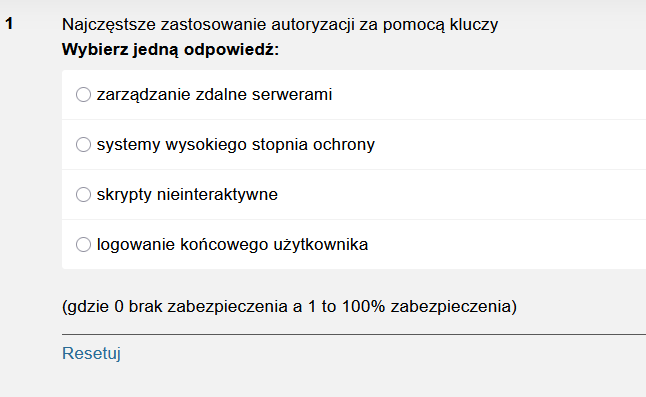 1 Najczęstsze zastosowanie autoryzacji za pomocą kluczy
Wybierz jedną odpowiedź:
zarządzanie zdalne serwerami
systemy wysokiego stopnia ochrony
skrypty nieinteraktywne
logowanie końcowego użytkownika
(gdzie 0 brak zabezpieczenia a 1 to 100% zabezpieczenia)
Resetuj